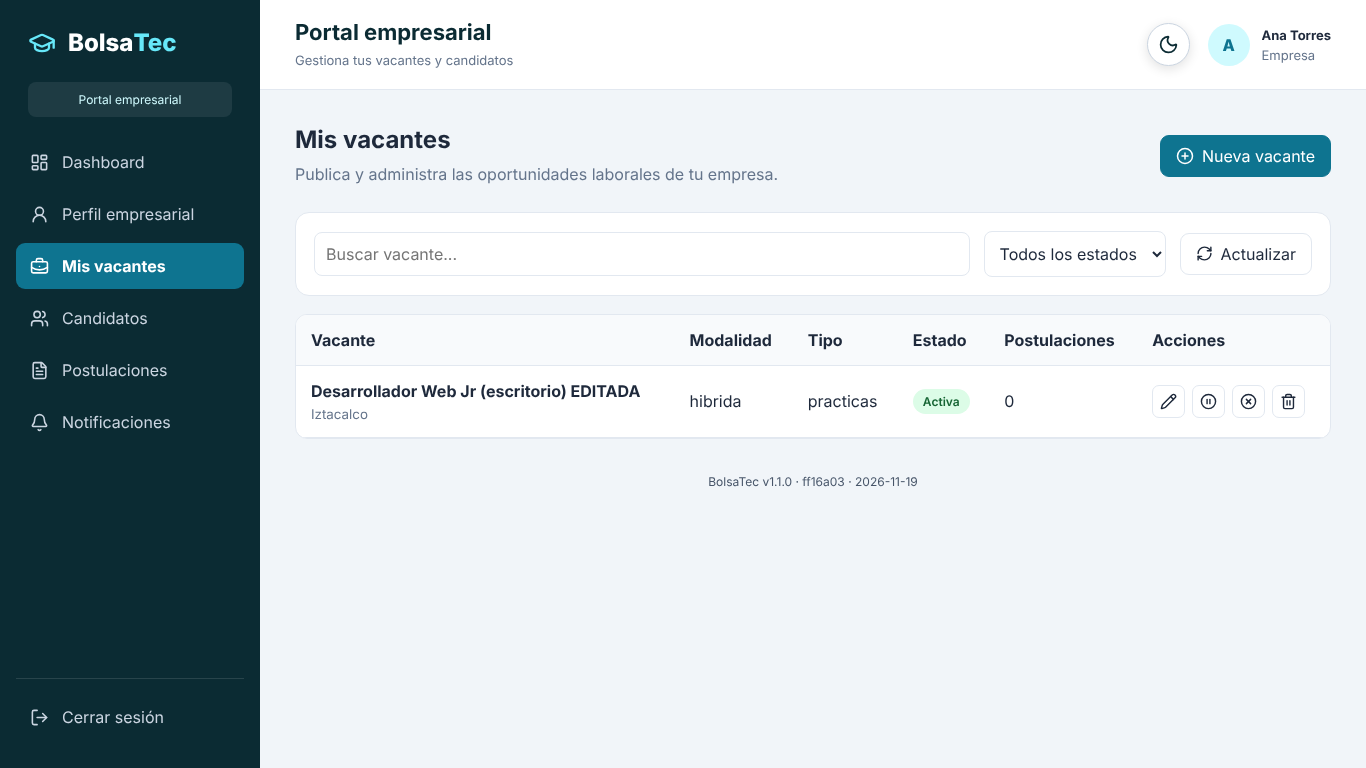 BolsaTec
Portal empresarial
Dashboard
Perfil empresarial
Mis vacantes
Candidatos
Postulaciones
Notificaciones
Cerrar sesión
Portal empresarial
Gestiona tus vacantes y candidatos
A
Ana Torres
Empresa
Mis vacantes
Publica y administra las oportunidades laborales de tu empresa.
Nueva vacante
Buscar vacante...
Todos los estados
Actualizar
Vacante Modalidad Tipo Estado Postulaciones Acciones
Desarrollador Web Jr (escritorio) EDITADA
Iztacalco
hibrida practicas Activa 0
BolsaTec v1.1.0 · ff16a03 · 2026-11-19